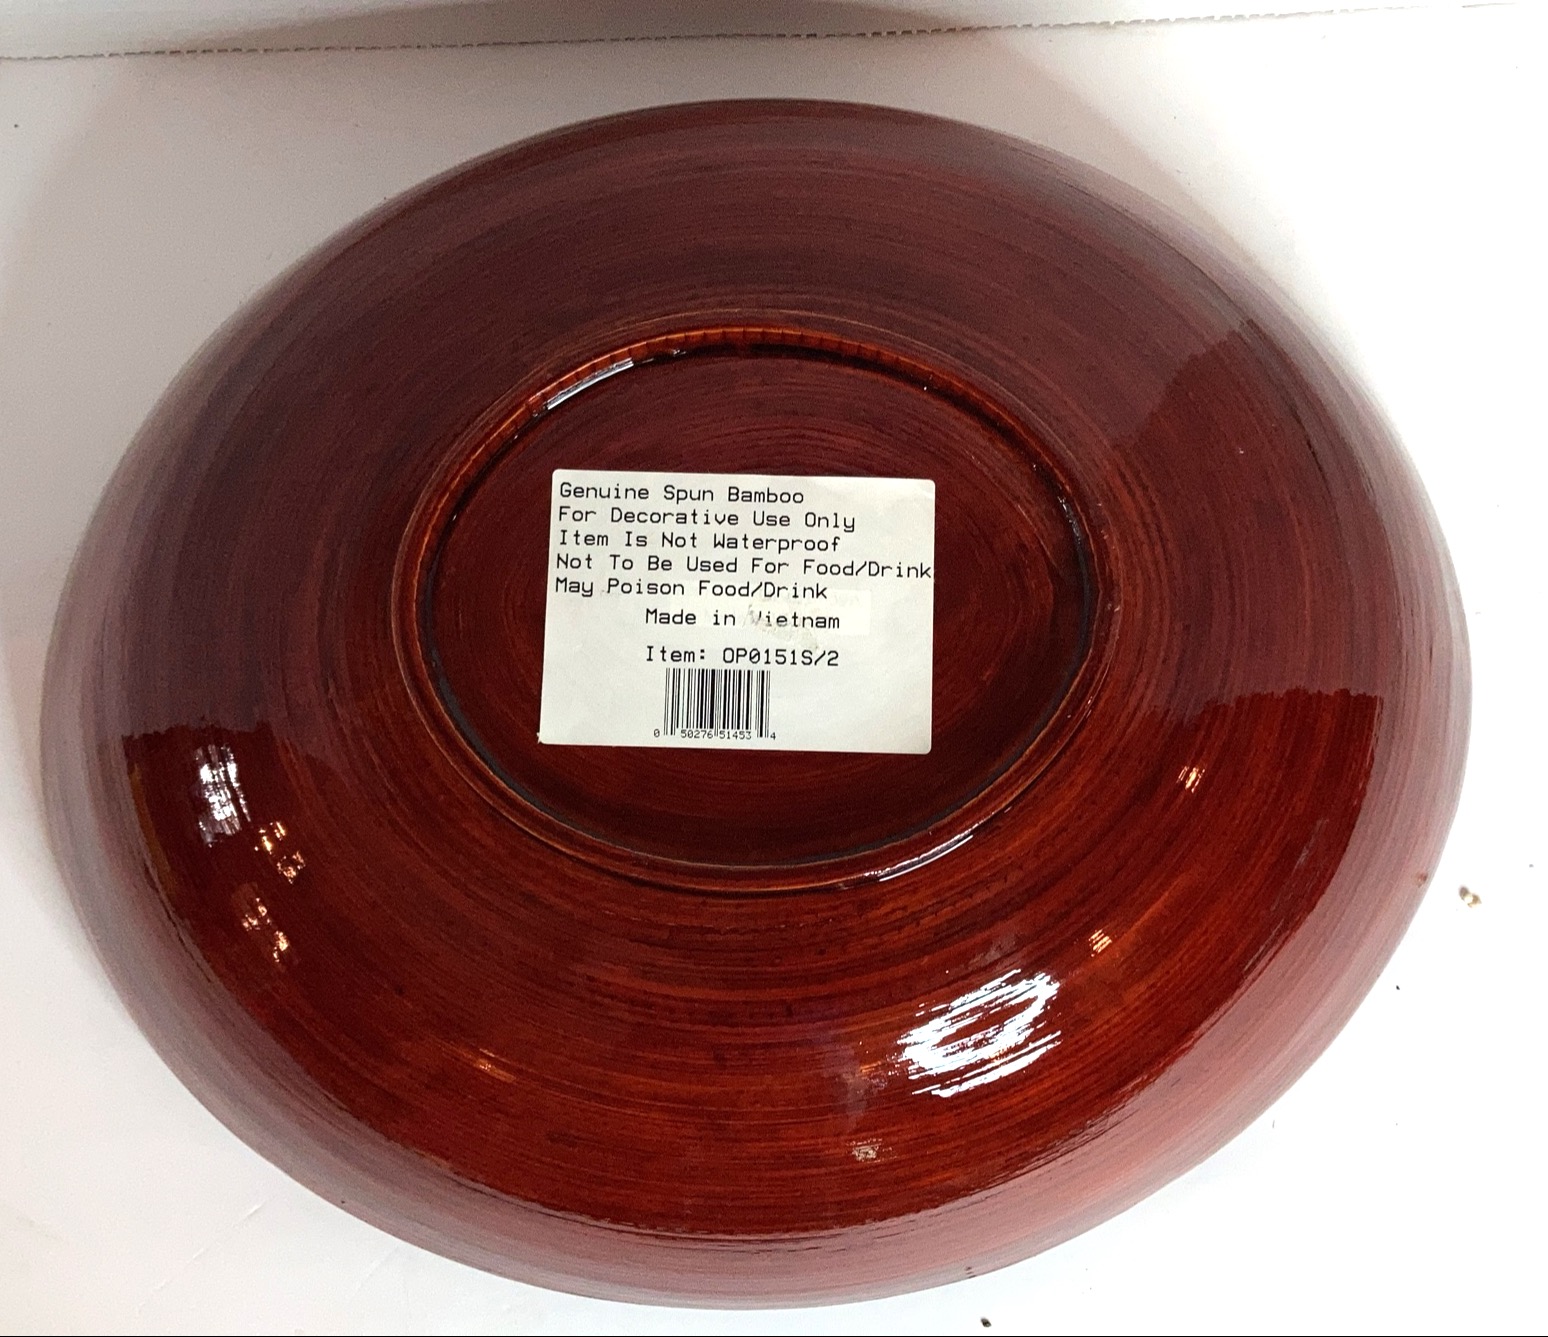 Genuine Spun Bamboo
For Decorative Use Only
Item Is Not Waterproof
Not To Be Used For Food/Drink
May Poison Food/Drink
Made in Vietnam
Item: OP0151S/2
0 50276 51453 4